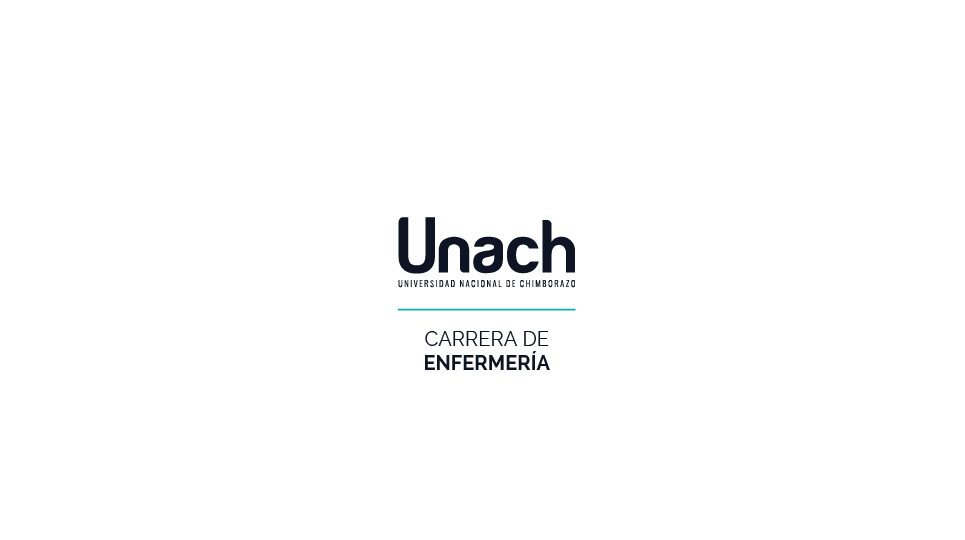 Unach
UNIVERSIDAD NACIONAL DE CHIMBORAZO
CARRERA DE
ENFERMERÍA